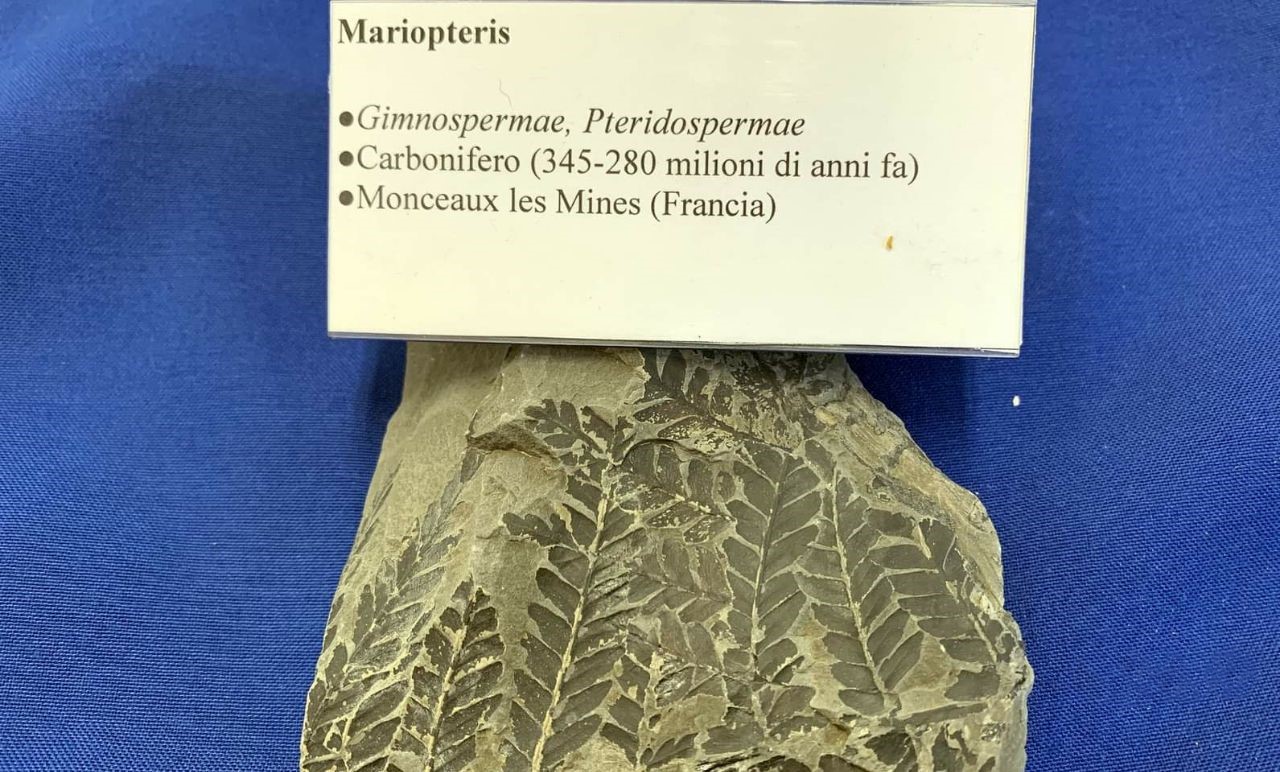 Mariopteris
●Gimnospermae, Pteridospermae
●Carbonifero (345-280 milioni di anni fa)
●Monceaux les Mines (Francia)